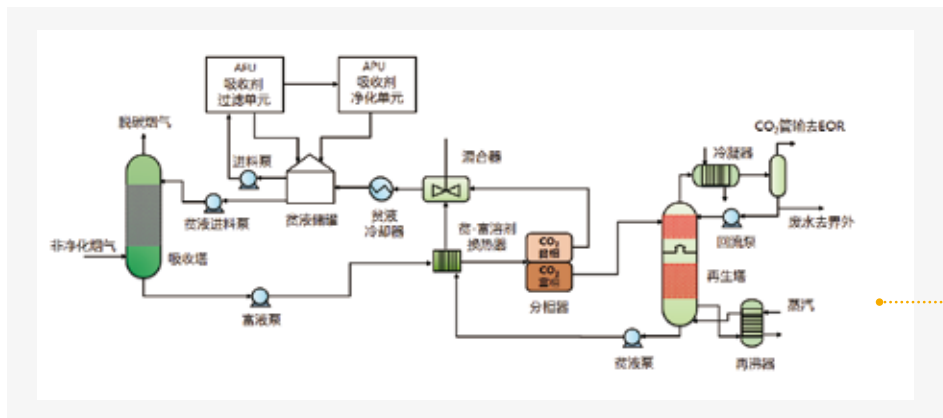 AFU
吸收剂
过滤单元
APU
吸收剂
净化单元
脱碳烟气
进料泵
混合器
冷凝器
CO₂管输去EOR
贫液进料泵
贫液储罐
贫液
冷却器
贫-富溶剂
换热器
CO₂
贫相
CO₂
富相
分相器
回流泵
废水去界外
非净化烟气
吸收塔
再生塔
富液泵
贫液泵
蒸汽
再沸器